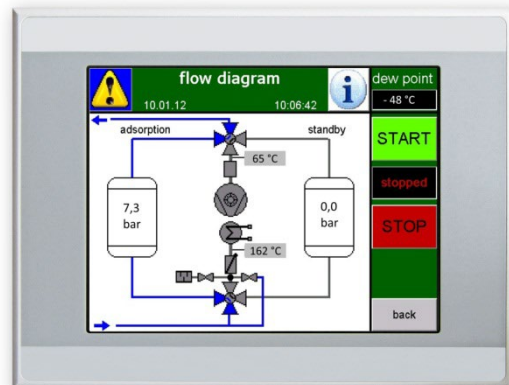 flow diagram
10.01.12 10:06:42
dew point
- 48 °C
adsorption
standby
START
65 °C
stopped
7,3
bar
0,0
bar
STOP
162 °C
back